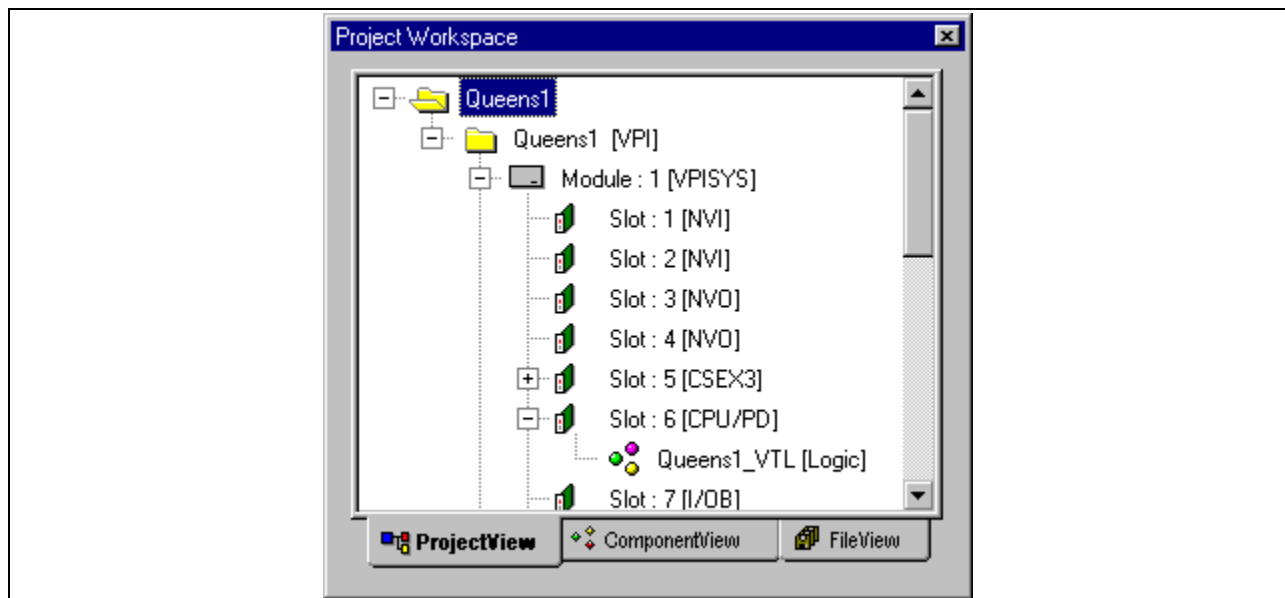 Project Workspace
Queens1
Queens1 [VPI]
Module : 1 [VPISYS]
Slot : 1 [NVI]
Slot : 2 [NVI]
Slot : 3 [NVO]
Slot : 4 [NVO]
Slot : 5 [CSEX3]
Slot : 6 [CPU/PD]
Queens1_VTL [Logic]
Slot : 7 [I/OB]
ProjectView ComponentView FileView